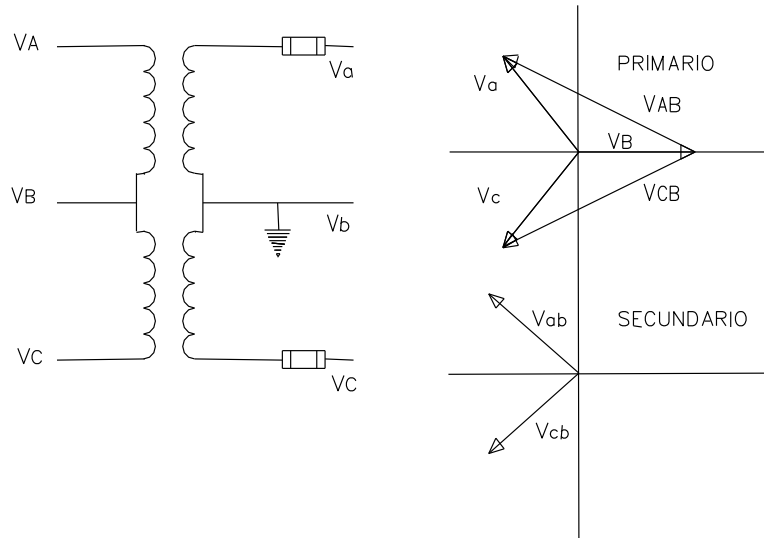 VA
Va
VB
Vb
VC
VC
Va
PRIMARIO
VAB
VB
Vc
VCB
Vab
SECUNDARIO
Vcb